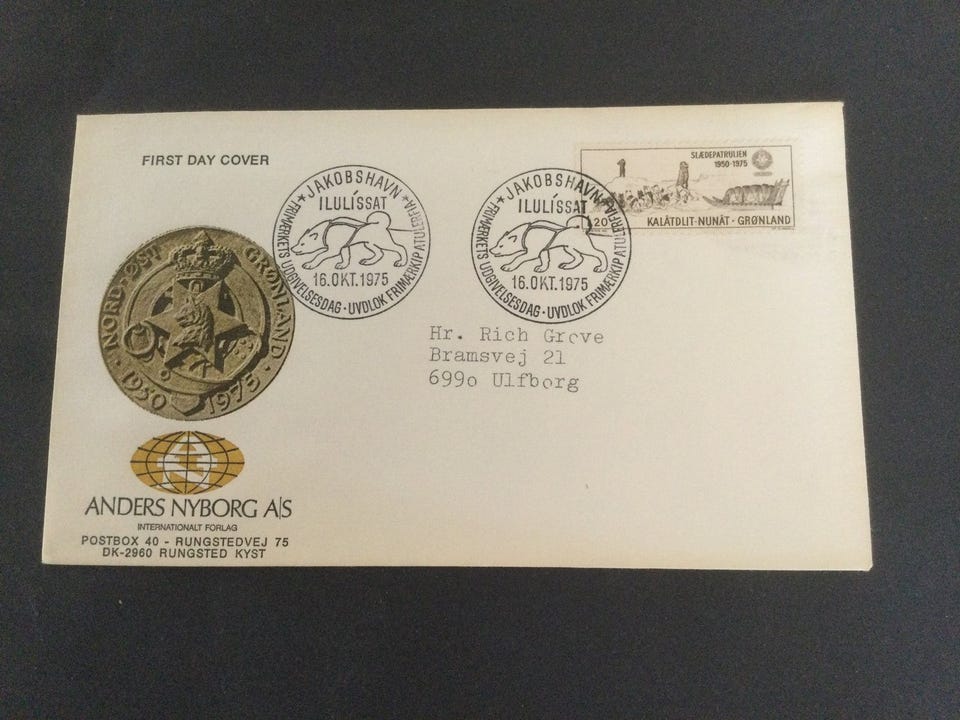 FIRST DAY COVER
★ JAKOBSHAVN ★
ILULÍSSAT
16.OKT.1975
FRIMÆRKETS UDGIVELSESDAG · UVDLOK FRIMÆRKIP ATULERFIA
★ JAKOBSHAVN ★
ILULÍSSAT
16.OKT.1975
FRIMÆRKETS UDGIVELSESDAG · UVDLOK FRIMÆRKIP ATULERFIA
SLÆDEPATRULJEN
1950-1975
120
KALÂTDLIT-NUNÂT · GRØNLAND
NORDØST GRØNLAND
· 1950 1975 ·
Hr. Rich Grove
Bramsvej 21
699o Ulfborg
ANDERS NYBORG A|S
INTERNATIONALT FORLAG
POSTBOX 40 - RUNGSTEDVEJ 75
DK-2960 RUNGSTED KYST